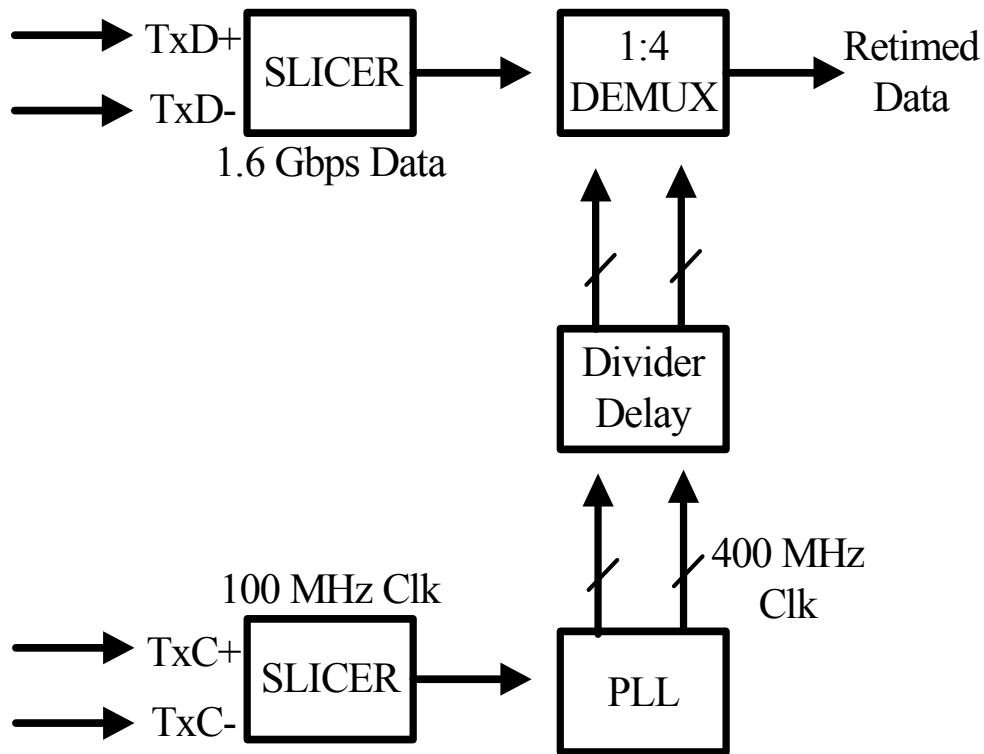 TxD+
TxD-
SLICER
1.6 Gbps Data
1:4
DEMUX
Retimed
Data
Divider
Delay
400 MHz
Clk
100 MHz Clk
TxC+
TxC-
SLICER
PLL